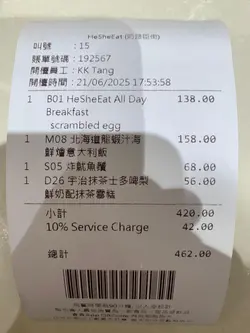 HeSheEat
叫號 : 15
賬單號碼 : 192567
開檯員工 : KK Tang
開檯時間 : 21/06/2025 17:53:58
1 B01 HeSheEat All Day 138.00
Breakfast
scrambled egg
1 M08 北海道龍蝦汁海 158.00
鮮燴意大利飯
1 S05 炸魷魚鬚 68.00
1 D26 宇治抹茶士多啤梨 56.00
鮮奶配抹茶雪糕
小計 420.00
10% Service Charge 42.00
總計 462.00